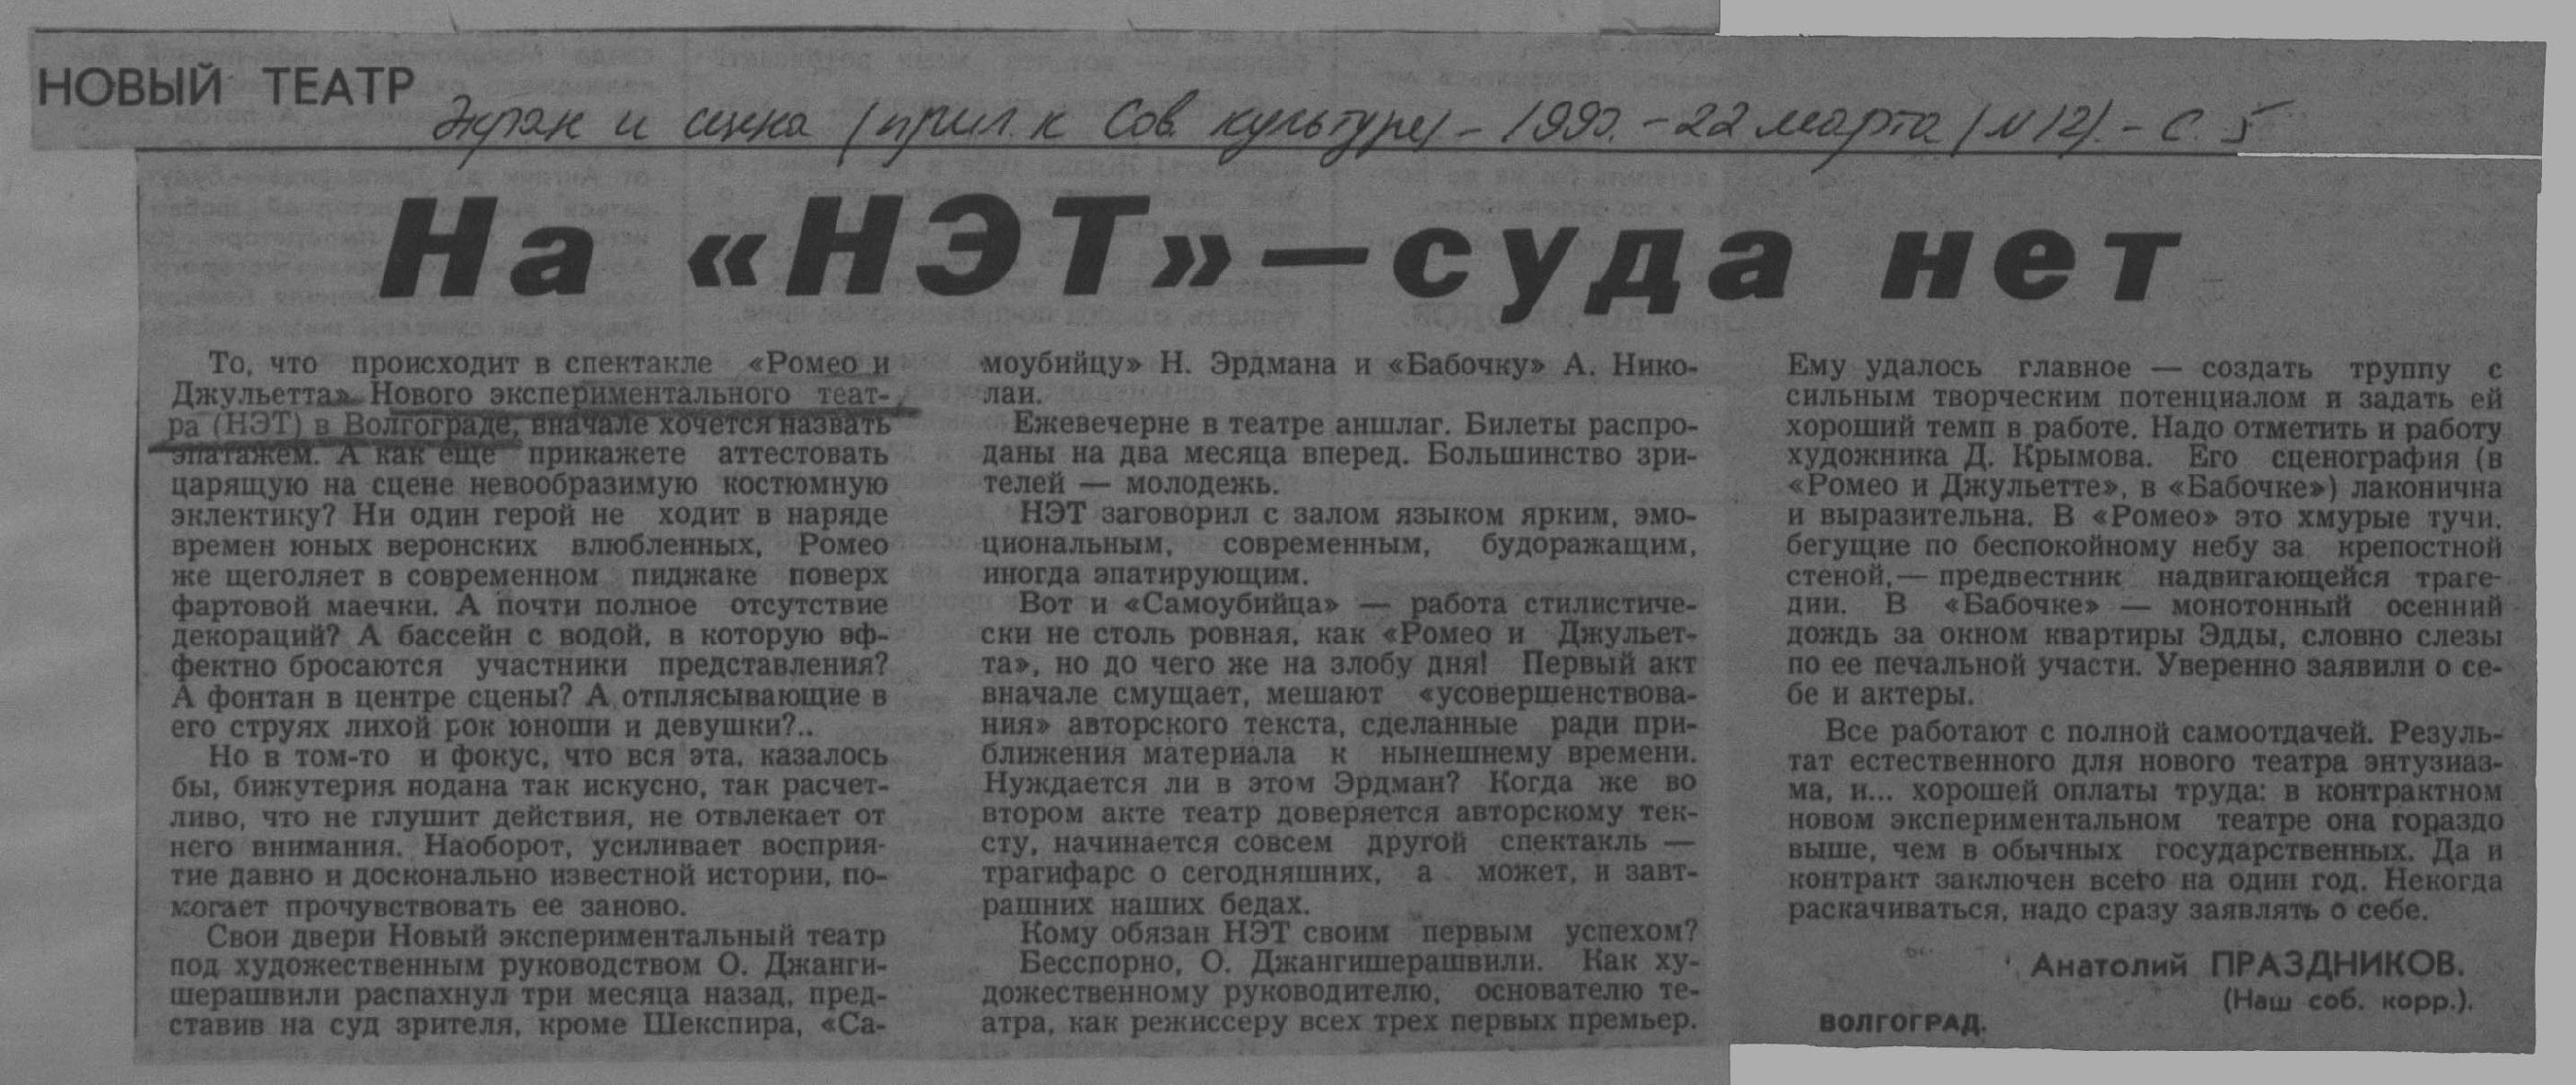 НОВЫЙ ТЕАТР
Экран и сцена (прил. к Сов. культуре) – 1990. – 22 марта (N 12). – С. 5
На «НЭТ» — суда нет
То, что происходит в спектакле «Ромео и
Джульетта» Нового экспериментального теат-
ра (НЭТ) в Волгограде, вначале хочется назвать
эпатажем. А как еще прикажете аттестовать
царящую на сцене невообразимую костюмную
эклектику? Ни один герой не ходит в наряде
времен юных веронских влюбленных, Ромео
же щеголяет в современном пиджаке поверх
фартовой маечки. А почти полное отсутствие
декораций? А бассейн с водой, в которую эф-
фектно бросаются участники представления?
А фонтан в центре сцены? А отплясывающие в
его струях лихой рок юноши и девушки?..
Но в том-то и фокус, что вся эта, казалось
бы, бижутерия подана так искусно, так расчет-
ливо, что не глушит действия, не отвлекает от
него внимания. Наоборот, усиливает восприя-
тие давно и досконально известной истории, по-
могает прочувствовать ее заново.
Свои двери Новый экспериментальный театр
под художественным руководством О. Джанги-
шерашвили распахнул три месяца назад, пред-
ставив на суд зрителя, кроме Шекспира, «Са-
моубийцу» Н. Эрдмана и «Бабочку» А. Нико-
лаи.
Ежевечерне в театре аншлаг. Билеты распро-
даны на два месяца вперед. Большинство зри-
телей — молодежь.
НЭТ заговорил с залом языком ярким, эмо-
циональным, современным, будоражащим,
иногда эпатирующим.
Вот и «Самоубийца» — работа стилистиче-
ски не столь ровная, как «Ромео и Джульет-
та», но до чего же на злобу дня! Первый акт
вначале смущает, мешают «усовершенствова-
ния» авторского текста, сделанные ради при-
ближения материала к нынешнему времени.
Нуждается ли в этом Эрдман? Когда же во
втором акте театр доверяется авторскому тек-
сту, начинается совсем другой спектакль —
трагифарс о сегодняшних, а может, и завт-
рашних наших бедах.
Кому обязан НЭТ своим первым успехом?
Бесспорно, О. Джангишерашвили. Как ху-
дожественному руководителю, основателю те-
атра, как режиссеру всех трех первых премьер.
Ему удалось главное — создать труппу с
сильным творческим потенциалом и задать ей
хороший темп в работе. Надо отметить и работу
художника Д. Крымова. Его сценография (в
«Ромео и Джульетте», в «Бабочке») лаконична
и выразительна. В «Ромео» это хмурые тучи,
бегущие по беспокойному небу за крепостной
стеной,— предвестник надвигающейся траге-
дии. В «Бабочке» — монотонный осенний
дождь за окном квартиры Эдды, словно слезы
по ее печальной участи. Уверенно заявили о се-
бе и актеры.
Все работают с полной самоотдачей. Резуль-
тат естественного для нового театра энтузиаз-
ма, и... хорошей оплаты труда: в контрактном
новом экспериментальном театре она гораздо
выше, чем в обычных государственных. Да и
контракт заключен всего на один год. Некогда
раскачиваться, надо сразу заявлять о себе.
Анатолий ПРАЗДНИКОВ.
(Наш соб. корр.).
ВОЛГОГРАД.